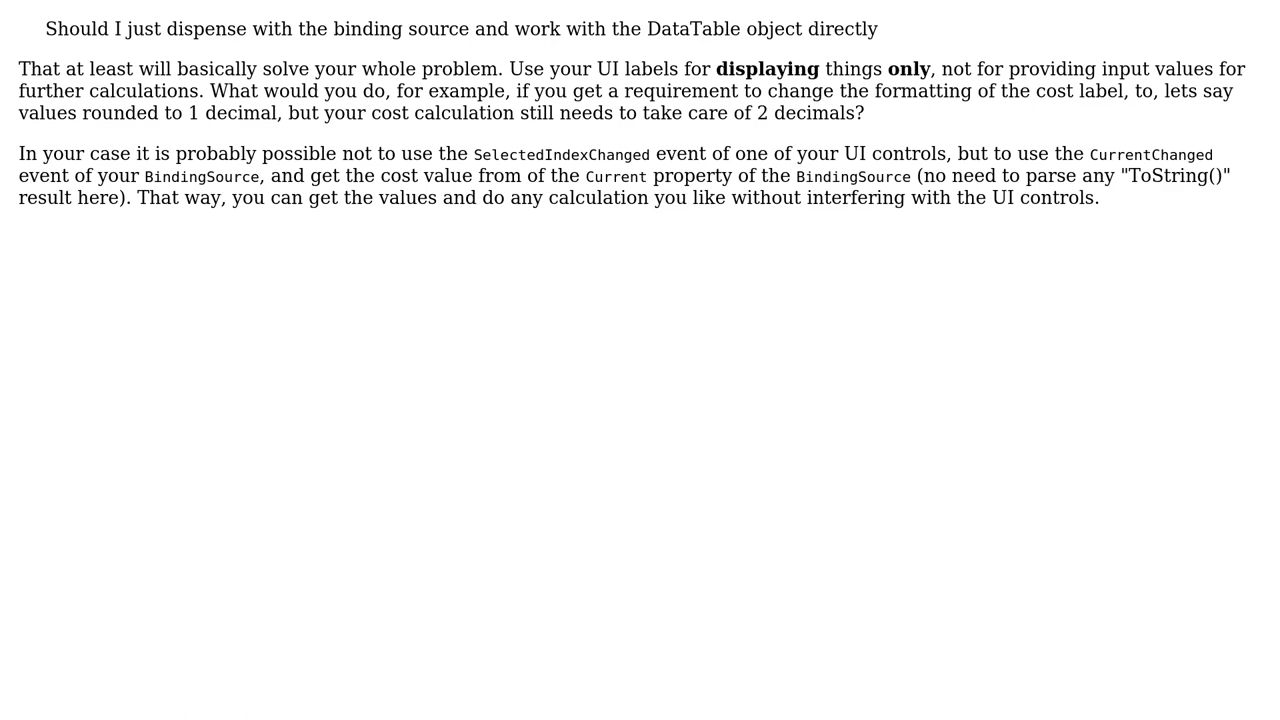 Should I just dispense with the binding source and work with the DataTable object directly
That at least will basically solve your whole problem. Use your UI labels for displaying things only, not for providing input values for
further calculations. What would you do, for example, if you get a requirement to change the formatting of the cost label, to, lets say
values rounded to 1 decimal, but your cost calculation still needs to take care of 2 decimals?
In your case it is probably possible not to use the SelectedIndexChanged event of one of your UI controls, but to use the CurrentChanged
event of your BindingSource, and get the cost value from of the Current property of the BindingSource (no need to parse any "ToString()"
result here). That way, you can get the values and do any calculation you like without interfering with the UI controls.